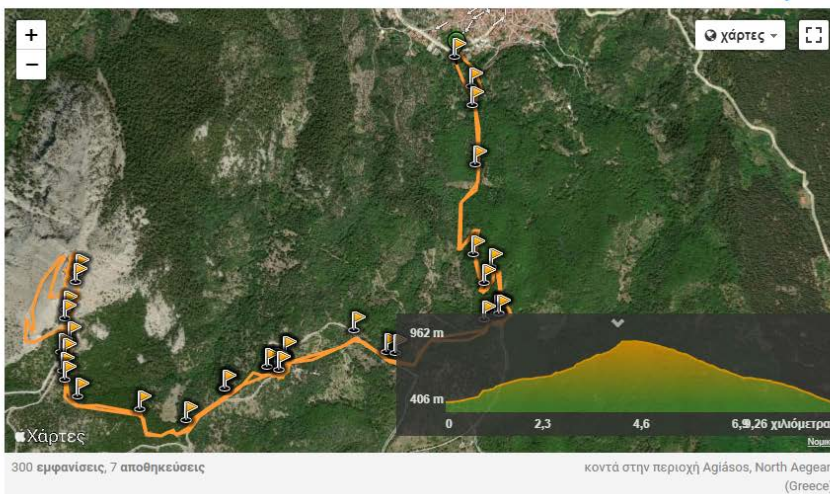 +
−
χάρτες
962 m
406 m
0
2,3
4,6
6,9
9,26 χιλιόμετρα
Χάρτες
Νομικ
300 εμφανίσεις, 7 αποθηκεύσεις
κοντά στην περιοχή Agiásos, North Aegean
(Greece)